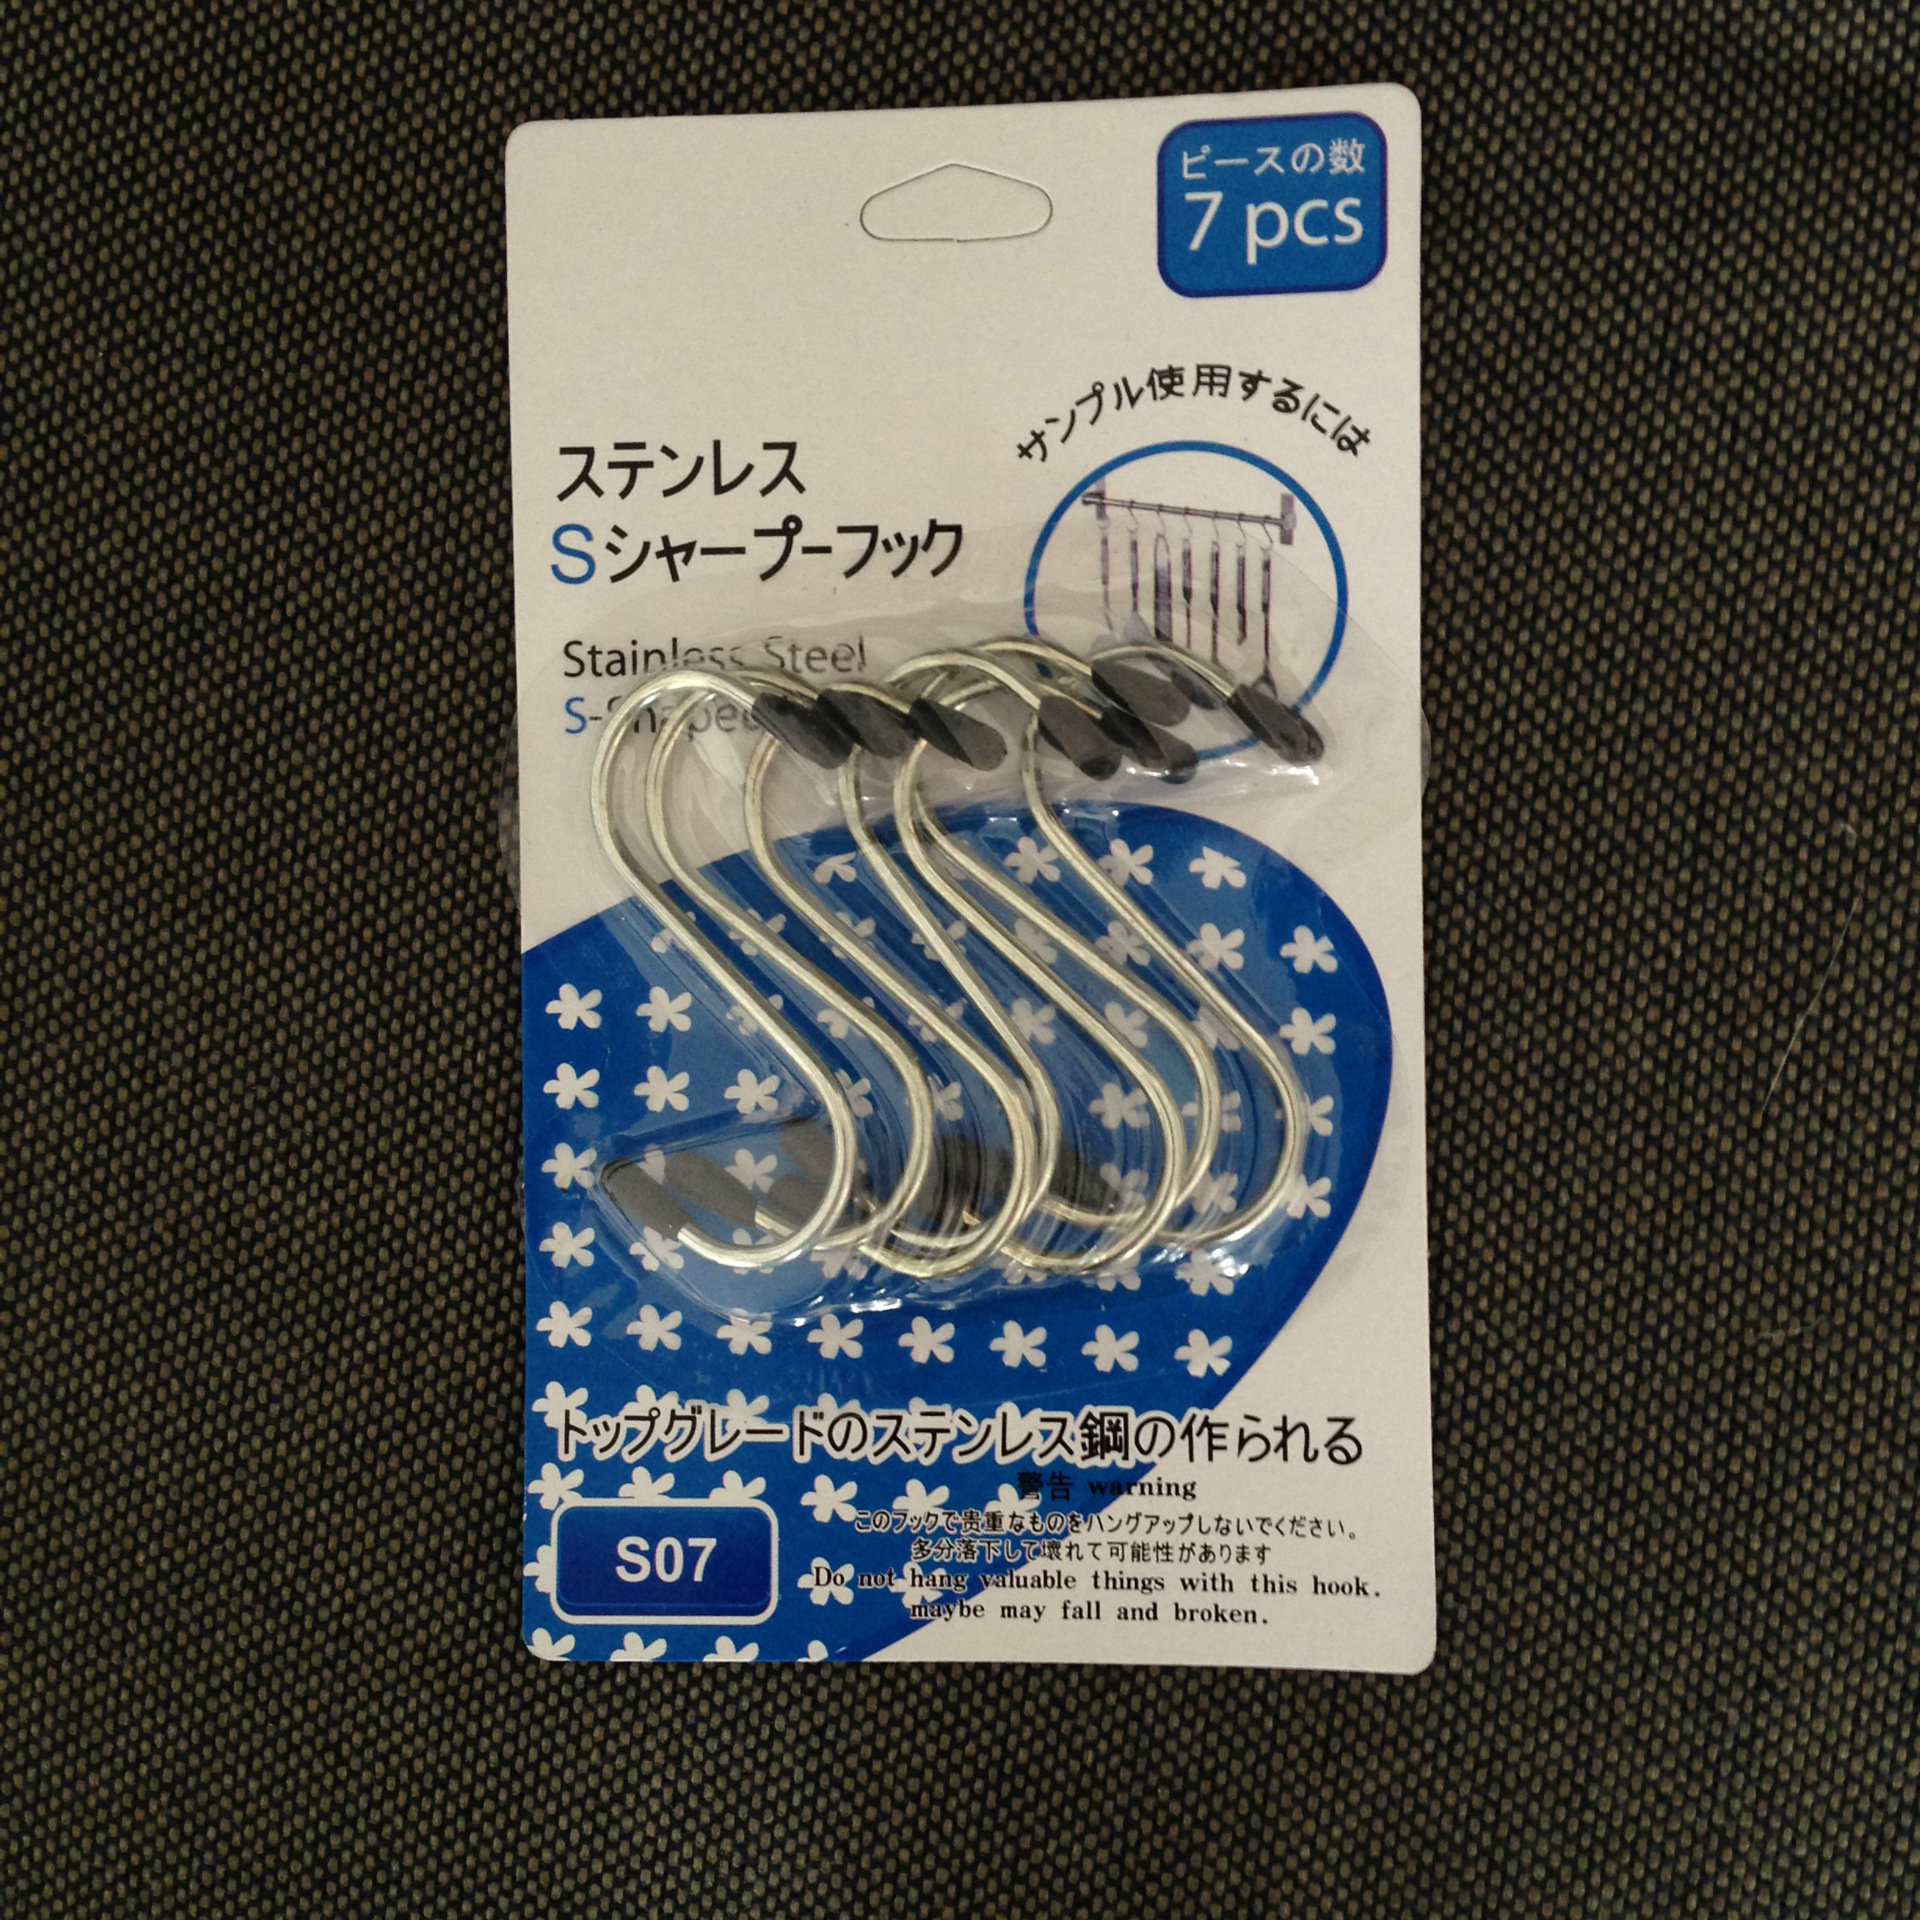 ピースの数
7 pcs
サンプル使用するには
ステンレス
Sシャープーフック
Stainless Steel
S-Shaped
トップグレードのステンレス鋼の作られる
警告 warning
このフックで貴重なものをハングアップしないでください。
多分落下して壊れて可能性があります
Do not hang valuable things with this hook.
maybe may fall and broken.
S07